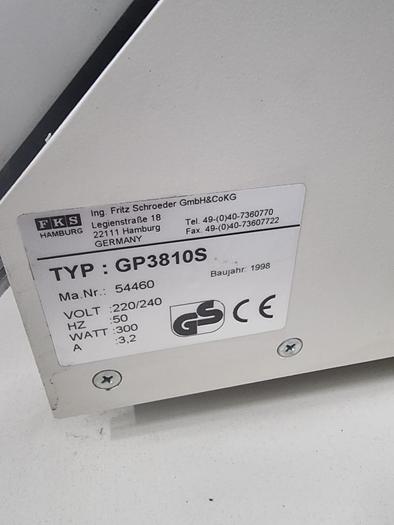 FKS
HAMBURG
Ing. Fritz Schroeder GmbH&CoKG
Legienstraße 18
22111 Hamburg
GERMANY
Tel. 49-(0)40-7360770
Fax. 49-(0)40-73607722
TYP : GP3810S
Ma.Nr.: 54460
Baujahr: 1998
VOLT :220/240
HZ :50
WATT :300
A :3,2
GS
CE